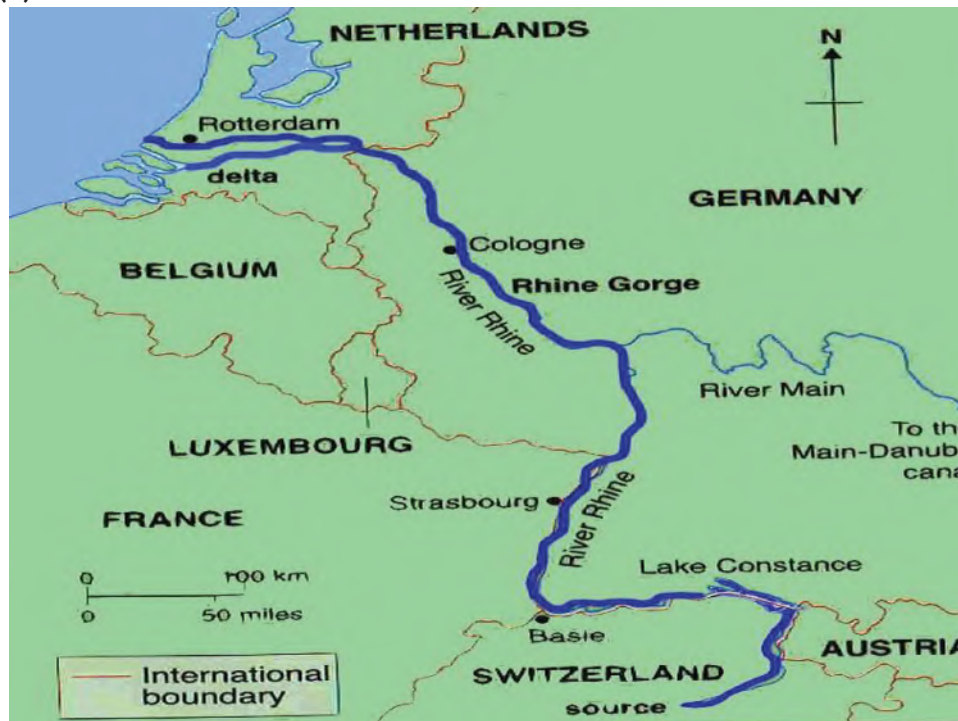 NETHERLANDS
N
Rotterdam
delta
GERMANY
Cologne
BELGIUM
Rhine Gorge
River Rhine
River Main
To th
Main-Danub
cana
LUXEMBOURG
Strasbourg
River Rhine
FRANCE
Lake Constance
0 100 km
0 50 miles
Basle
AUSTRIA
SWITZERLAND
source
International
boundary